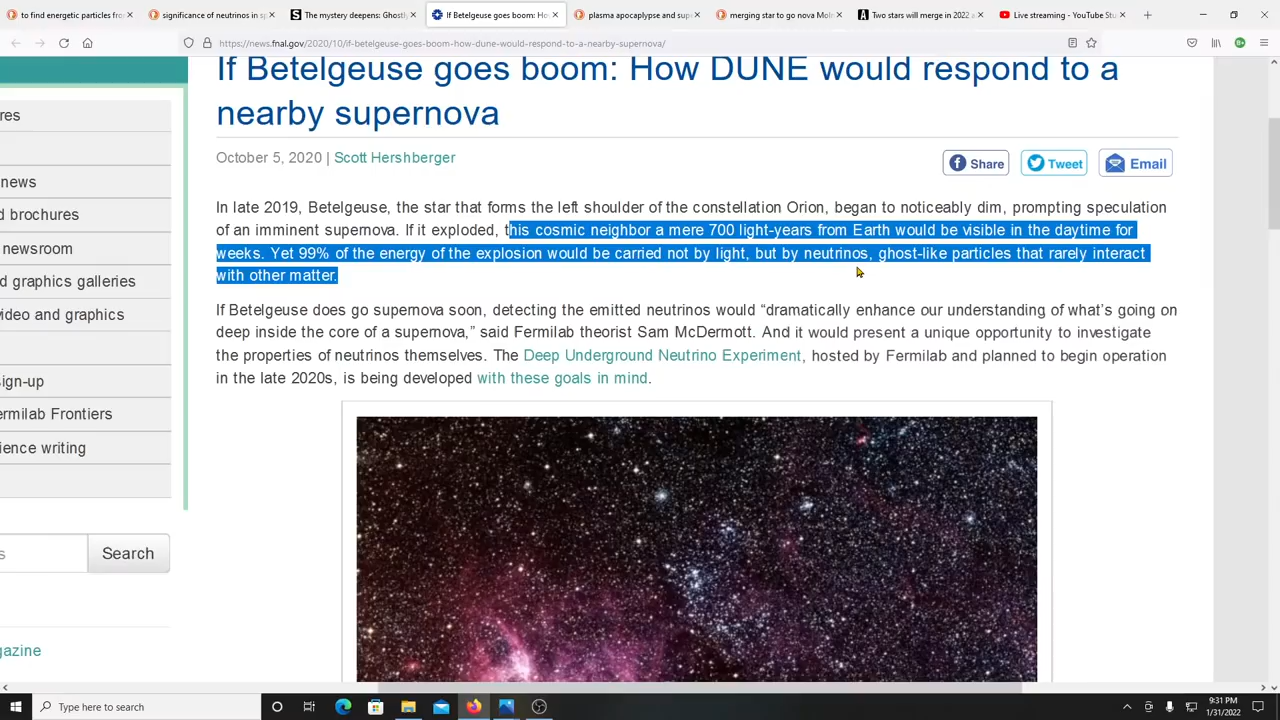 to find energetic particles fro
significance of neutrinos in sp
The mystery deepens: Ghostly
If Betelgeuse goes boom: Ho
plasma apocaplypse and supe
merging star to go nova
Two stars will merge in 2022 a
Live streaming - YouTube Stu
https://news.fnal.gov/2020/10/if-betelgeuse-goes-boom-how-dune-would-respond-to-a-nearby-supernova/
If Betelgeuse goes boom: How DUNE would respond to a
nearby supernova
October 5, 2020 | Scott Hershberger
Share
Tweet
Email
In late 2019, Betelgeuse, the star that forms the left shoulder of the constellation Orion, began to noticeably dim, prompting speculation
of an imminent supernova. If it exploded, this cosmic neighbor a mere 700 light-years from Earth would be visible in the daytime for
weeks. Yet 99% of the energy of the explosion would be carried not by light, but by neutrinos, ghost-like particles that rarely interact
with other matter.
If Betelgeuse does go supernova soon, detecting the emitted neutrinos would “dramatically enhance our understanding of what’s going on
deep inside the core of a supernova,” said Fermilab theorist Sam McDermott. And it would present a unique opportunity to investigate
the properties of neutrinos themselves. The Deep Underground Neutrino Experiment, hosted by Fermilab and planned to begin operation
in the late 2020s, is being developed with these goals in mind.
res
news
d brochures
newsroom
d graphics galleries
video and graphics
ign-up
ermilab Frontiers
ience writing
s
Search
gazine
Type here to search
9:31 PM
1/31/2022